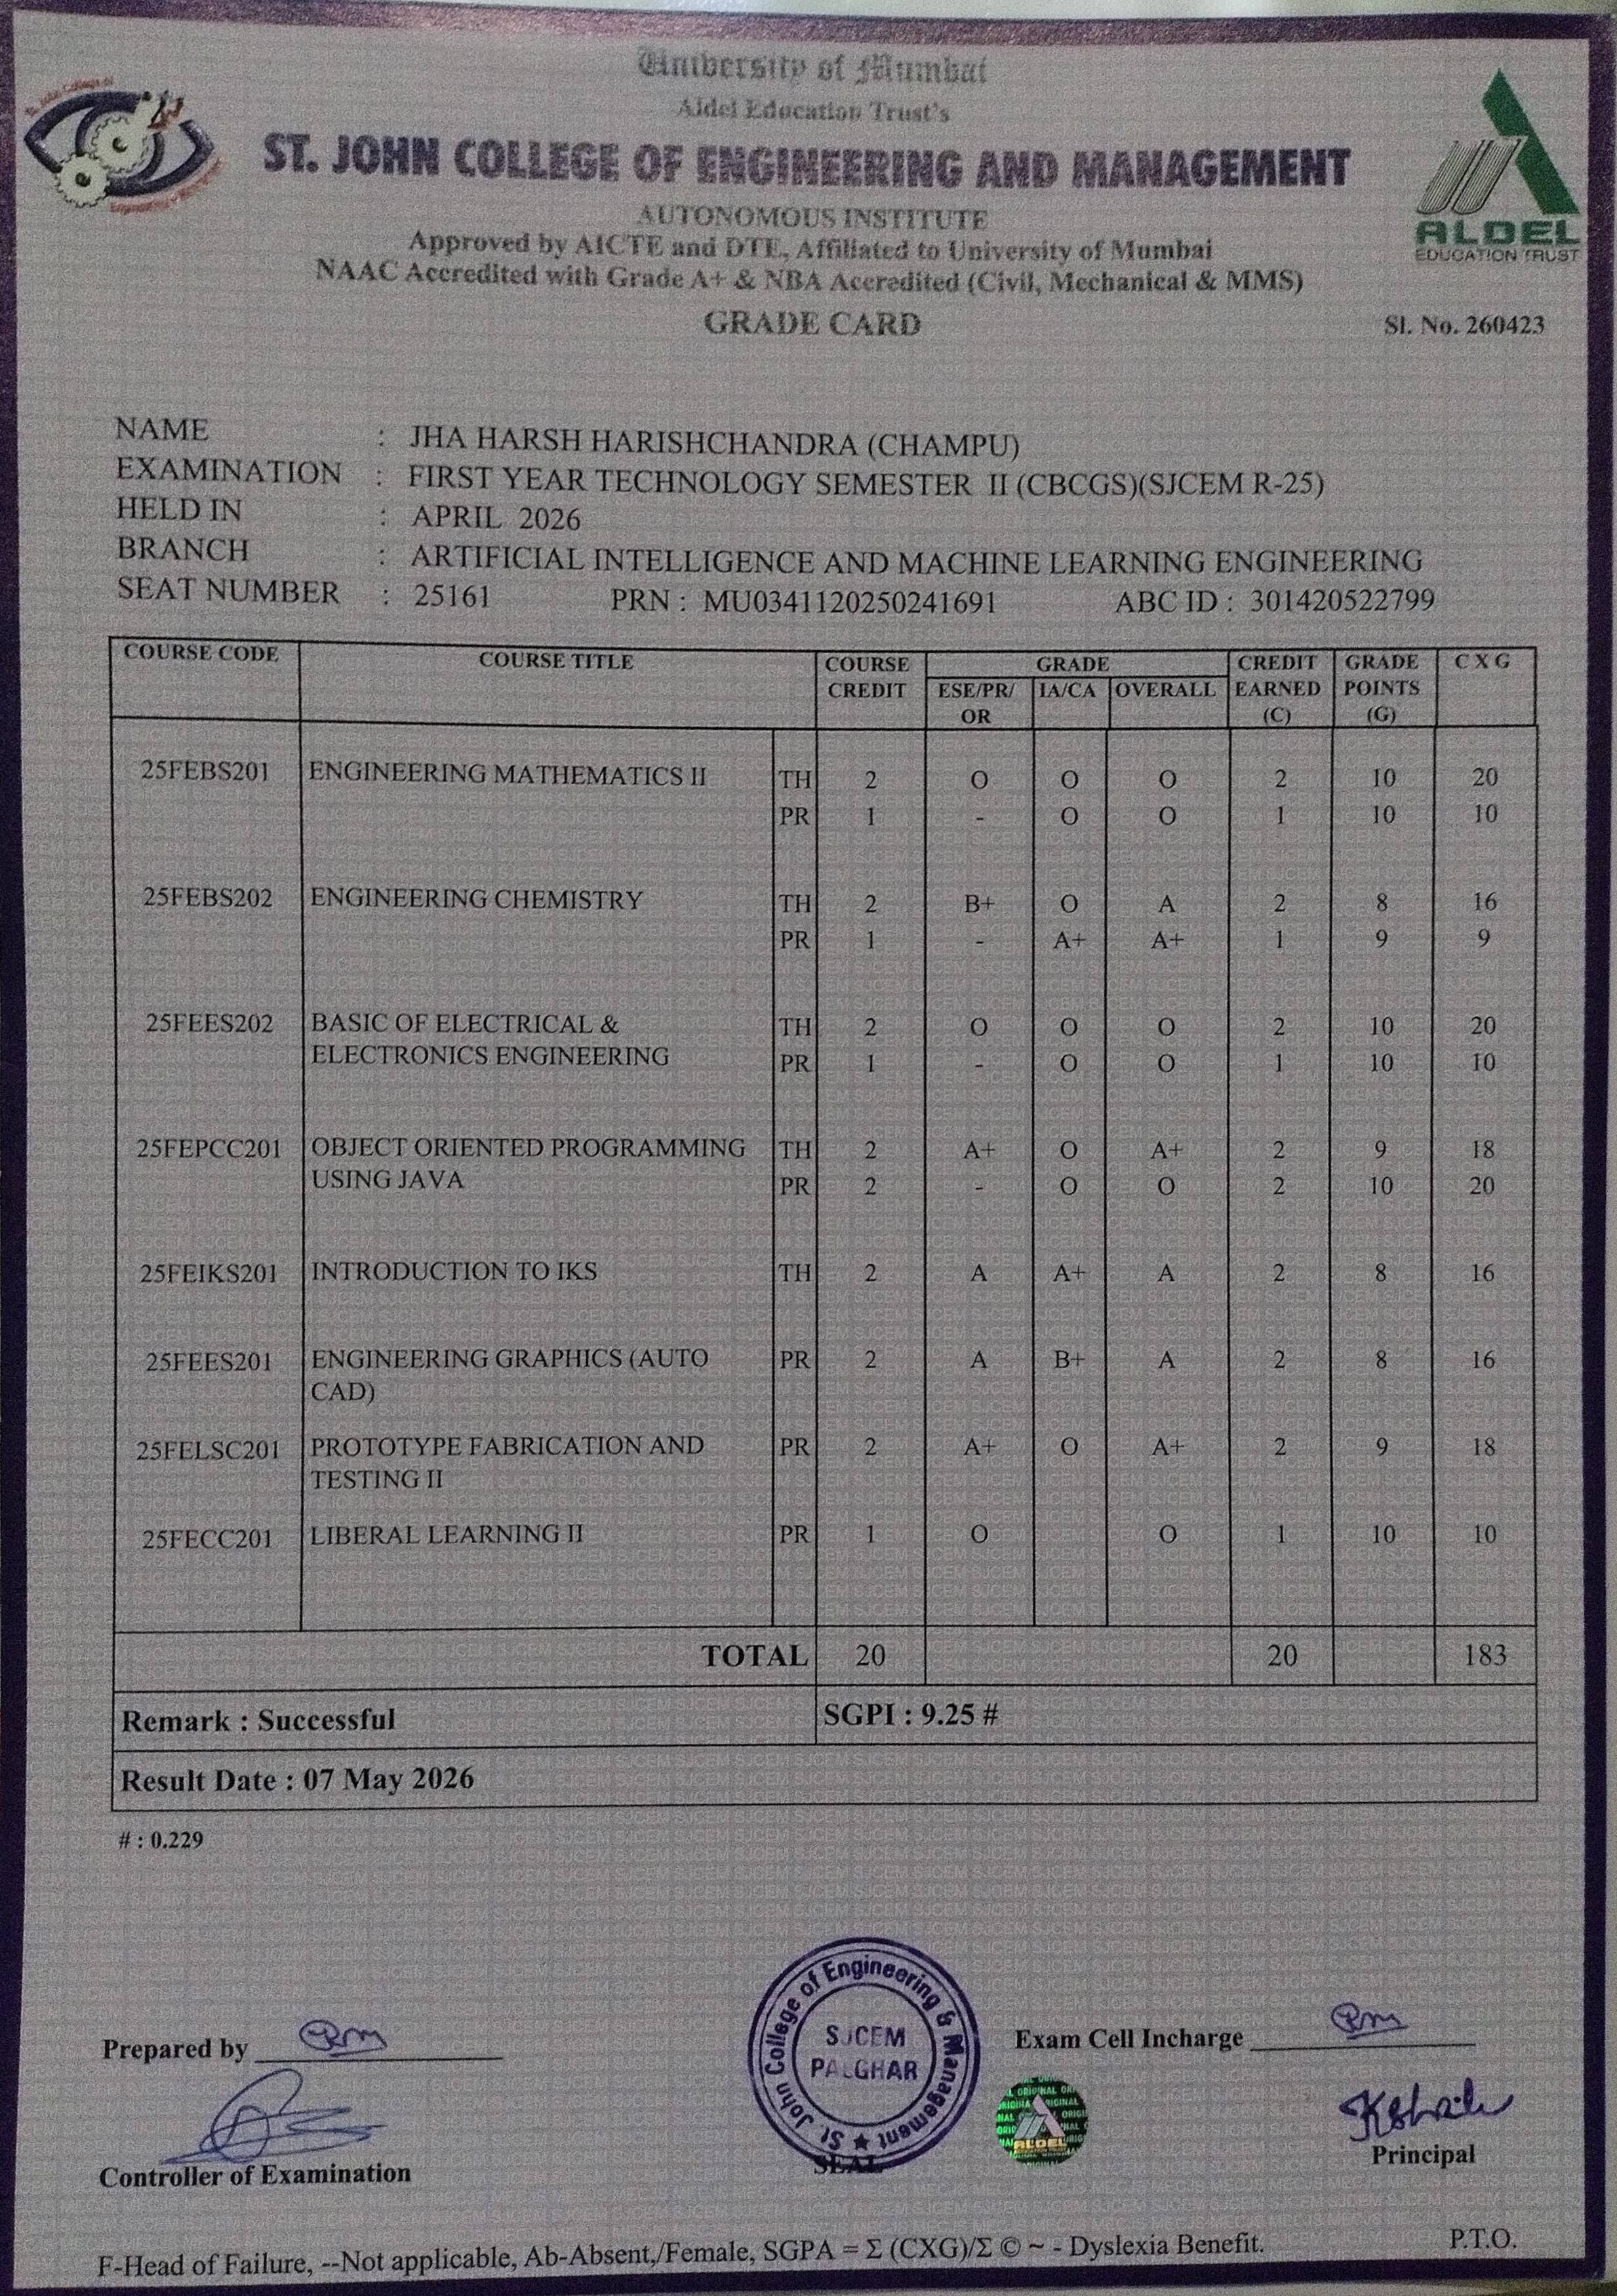 University of Mumbai
Aldel Education Trust's
ST. JOHN COLLEGE OF ENGINEERING AND MANAGEMENT
AUTONOMOUS INSTITUTE
Approved by AICTE and DTE, Affiliated to University of Mumbai
NAAC Accredited with Grade A+ & NBA Accredited (Civil, Mechanical & MMS)
ALDEL
EDUCATION TRUST
GRADE CARD
Sl. No. 260423
NAME : JHA HARSH HARISHCHANDRA (CHAMPU)
EXAMINATION : FIRST YEAR TECHNOLOGY SEMESTER II (CBCGS)(SJCEM R-25)
HELD IN : APRIL 2026
BRANCH : ARTIFICIAL INTELLIGENCE AND MACHINE LEARNING ENGINEERING
SEAT NUMBER : 25161 PRN : MU0341120250241691 ABC ID : 301420522799
COURSE CODE COURSE TITLE COURSE GRADE CREDIT GRADE C X G
CREDIT ESE/PR/ IA/CA OVERALL EARNED POINTS
OR (C) (G)
25FEBS201 ENGINEERING MATHEMATICS II TH 2 O O O 2 10 20
PR 1 - O O 1 10 10
25FEBS202 ENGINEERING CHEMISTRY TH 2 B+ O A 2 8 16
PR 1 - A+ A+ 1 9 9
25FEES202 BASIC OF ELECTRICAL & TH 2 O O O 2 10 20
ELECTRONICS ENGINEERING PR 1 - O O 1 10 10
25FEPCC201 OBJECT ORIENTED PROGRAMMING TH 2 A+ O A+ 2 9 18
USING JAVA PR 2 - O O 2 10 20
25FEIKS201 INTRODUCTION TO IKS TH 2 A A+ A 2 8 16
25FEES201 ENGINEERING GRAPHICS (AUTO PR 2 A B+ A 2 8 16
CAD)
25FELSC201 PROTOTYPE FABRICATION AND PR 2 A+ O A+ 2 9 18
TESTING II
25FECC201 LIBERAL LEARNING II PR 1 O O 1 10 10
TOTAL 20 20 183
Remark : Successful SGPI : 9.25 #
Result Date : 07 May 2026
# : 0.229
Prepared by
St. John College of Engineering & Management
SJCEM
PALGHAR
SEAL
Exam Cell Incharge
ORIGINAL
ALDEL
Controller of Examination
Principal
F-Head of Failure, --Not applicable, Ab-Absent,/Female, SGPA = Σ (CXG)/Σ © ~ - Dyslexia Benefit.
P.T.O.